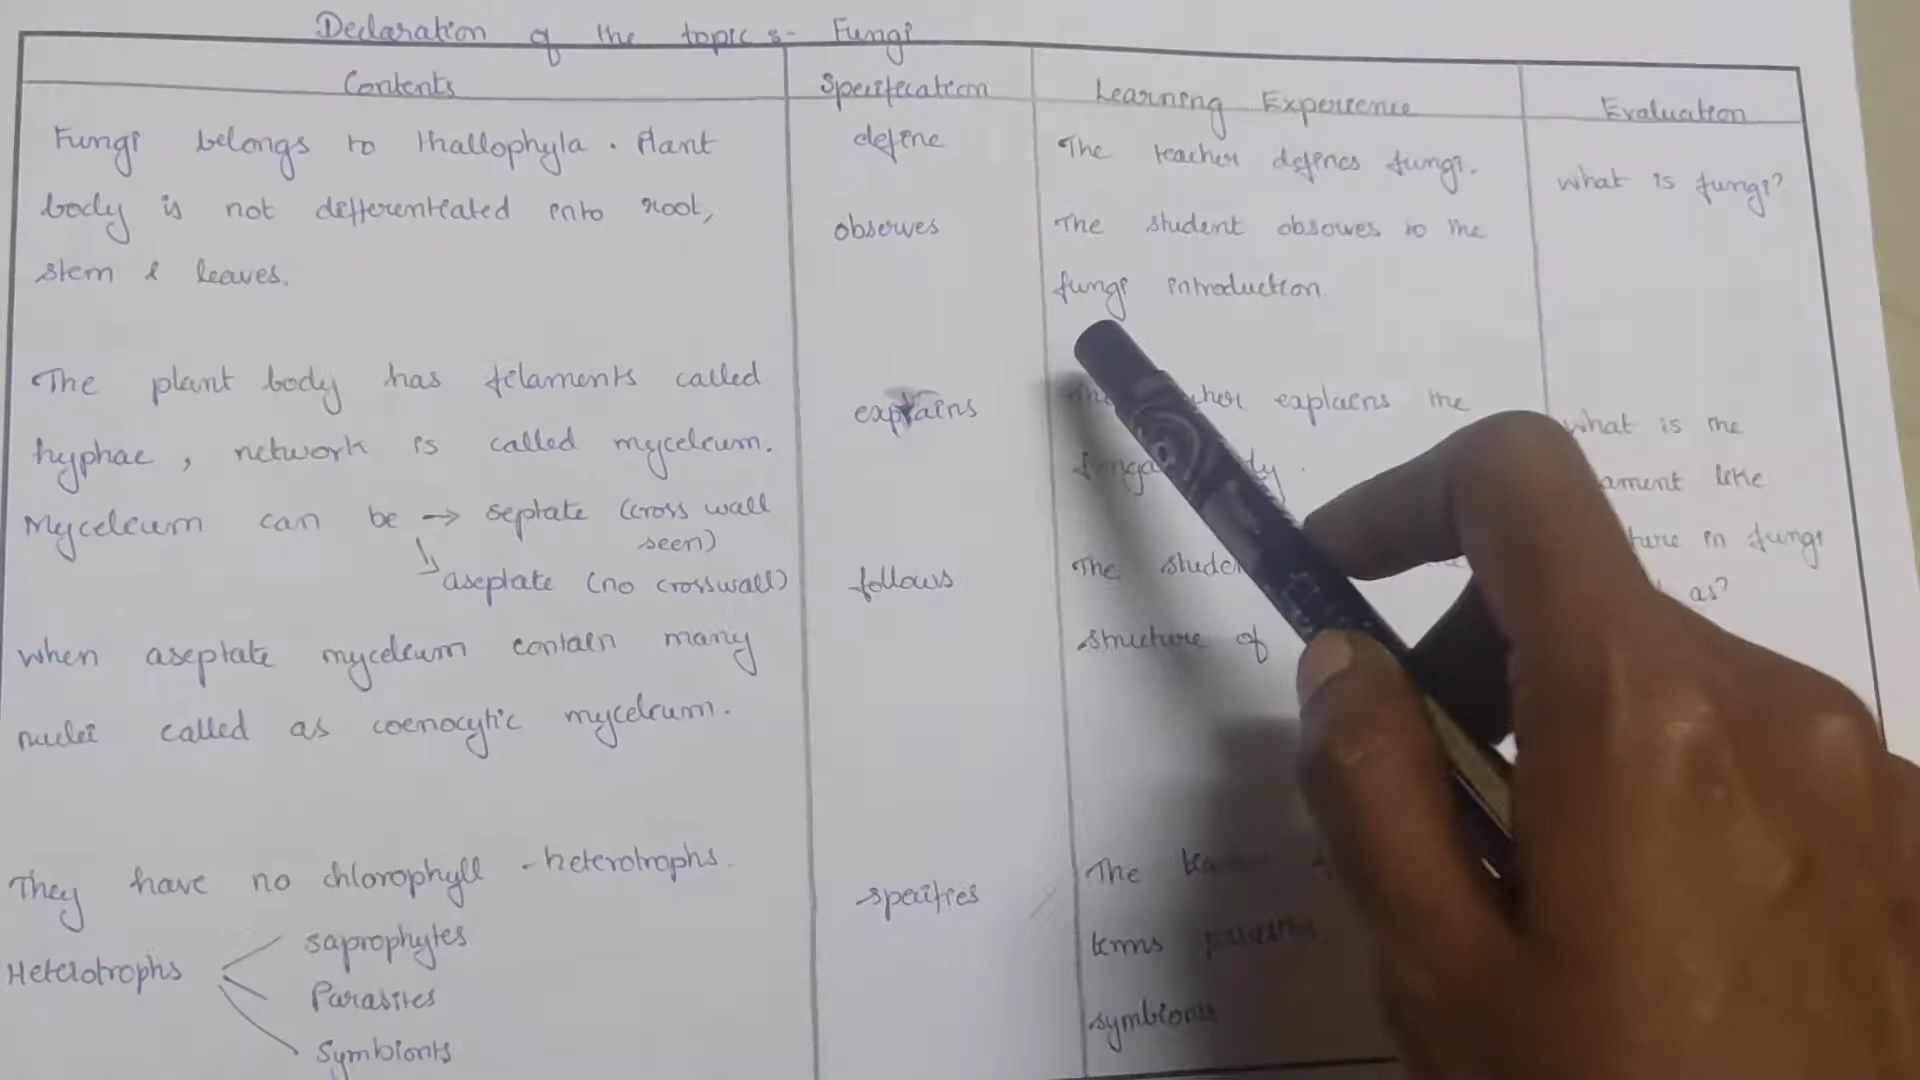 Declaration of the topic :- Fungi
Contents
Specification
Learning Experience
Evaluation
Fungi belongs to thallophyla. Plant
body is not differentiated into root,
stem & leaves.
The plant body has filaments called
hyphae, network is called mycelium.
Mycelium can be → septate (cross wall
seen)
↳ aseptate (no crosswall)
when aseptate mycelium contain many
nuclei called as coenocytic mycelium.
They have no chlorophyll - heterotrophs.
Heterotrophs
saprophytes
Parasites
Symbionts
define
observes
explains
follows
specifies
The teacher defines fungi.
The student observes to the
fungi introduction.
explains the
The
structure of
The
terms
symbionts
what is fungi?
what is the
like
in fungi
as?